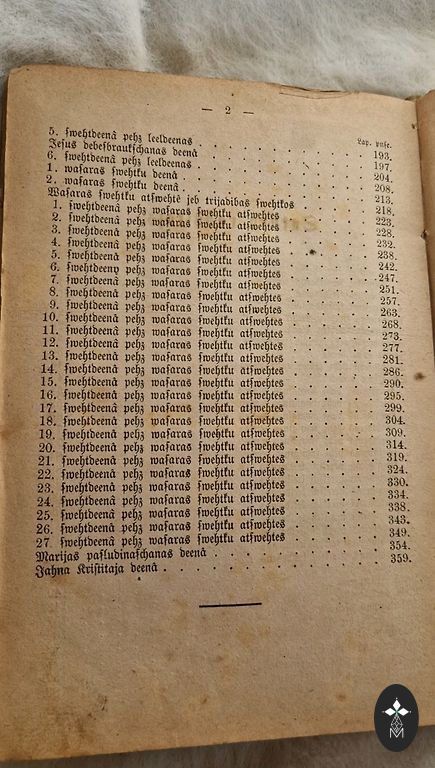 — 2 —
Lap. puſe.
5. ſwehtdeenâ pehz leeldeenas . . . . . . 193.
Jeſus debeſbraukſchanas deenâ . . . . . . 197.
6. ſwehtdeenâ pehz leeldeenas . . . . . . 204.
1. waſaras ſwehtku deenâ . . . . . . 208.
2. waſaras ſwehtku deenâ . . . . . . 213.
Waſaras ſwehtku atſwehtê jeb trijadibas ſwehtkos . . . 218.
1. ſwehtdeenâ pehz waſaras ſwehtku atſwehtes . . . 223.
2. ſwehtdeenâ pehz waſaras ſwehtku atſwehtes . . . 228.
3. ſwehtdeenâ pehz waſaras ſwehtku atſwehtes . . . 232.
4. ſwehtdeenâ pehz waſaras ſwehtku atſwehtes . . . 238.
5. ſwehtdeenâ pehz waſaras ſwehtku atſwehtes . . . 242.
6. ſwehtdeenâ pehz waſaras ſwehtku atſwehtes . . . 247.
7. ſwehtdeenâ pehz waſaras ſwehtku atſwehtes . . . 251.
8. ſwehtdeenâ pehz waſaras ſwehtku atſwehtes . . . 257.
9. ſwehtdeenâ pehz waſaras ſwehtku atſwehtes . . . 263.
10. ſwehtdeenâ pehz waſaras ſwehtku atſwehtes . . . 268.
11. ſwehtdeenâ pehz waſaras ſwehtku atſwehtes . . . 273.
12. ſwehtdeenâ pehz waſaras ſwehtku atſwehtes . . . 277.
13. ſwehtdeenâ pehz waſaras ſwehtku atſwehtes . . . 281.
14. ſwehtdeenâ pehz waſaras ſwehtku atſwehtes . . . 286.
15. ſwehtdeenâ pehz waſaras ſwehtku atſwehtes . . . 290.
16. ſwehtdeenâ pehz waſaras ſwehtku atſwehtes . . . 295.
17. ſwehtdeenâ pehz waſaras ſwehtku atſwehtes . . . 299.
18. ſwehtdeenâ pehz waſaras ſwehtku atſwehtes . . . 304.
19. ſwehtdeenâ pehz waſaras ſwehtku atſwehtes . . . 309.
20. ſwehtdeenâ pehz waſaras ſwehtku atſwehtes . . . 314.
21. ſwehtdeenâ pehz waſaras ſwehtku atſwehtes . . . 319.
22. ſwehtdeenâ pehz waſaras ſwehtku atſwehtes . . . 324.
23. ſwehtdeenâ pehz waſaras ſwehtku atſwehtes . . . 330.
24. ſwehtdeenâ pehz waſaras ſwehtku atſwehtes . . . 334.
25. ſwehtdeenâ pehz waſaras ſwehtku atſwehtes . . . 338.
26. ſwehtdeenâ pehz waſaras ſwehtku atſwehtes . . . 343.
27. ſwehtdeenâ pehz waſaras ſwehtku atſwehtes . . . 349.
Marijas paſludinaſchanas deenâ . . . . . . 354.
Jahna Kriſtitaja deenâ . . . . . . 359.
M